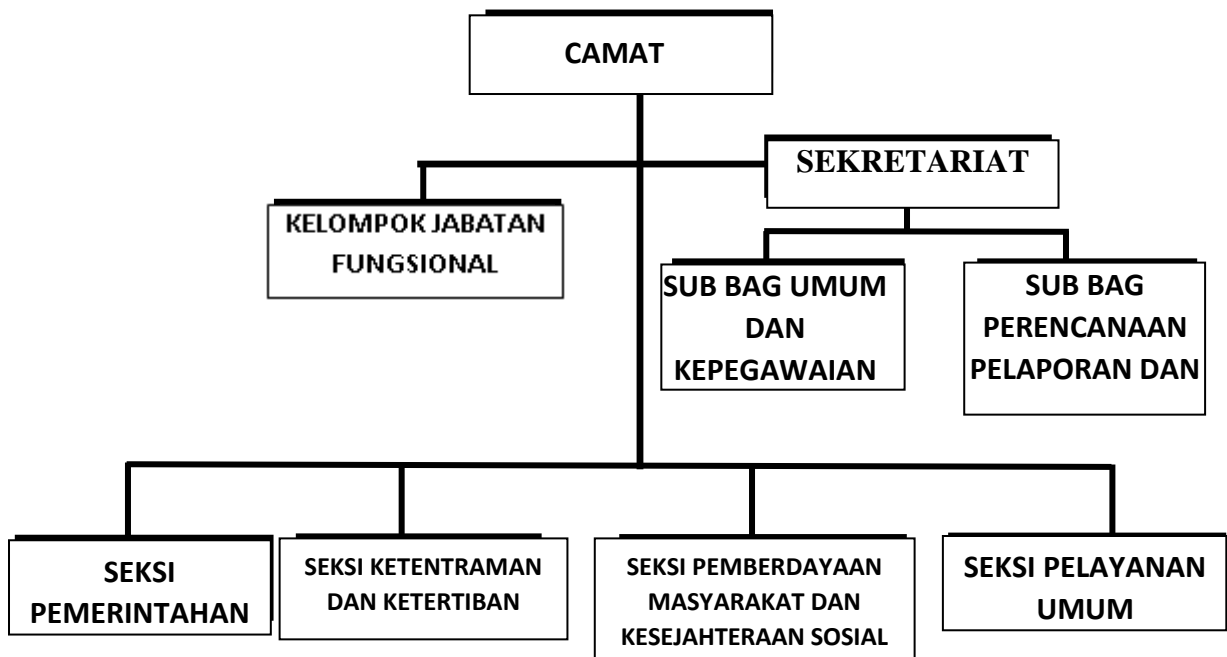 CAMAT
SEKRETARIAT
KELOMPOK JABATAN
FUNGSIONAL
SUB BAG UMUM
DAN
KEPEGAWAIAN
SUB BAG
PERENCANAAN
PELAPORAN DAN
SEKSI
PEMERINTAHAN
SEKSI KETENTRAMAN
DAN KETERTIBAN
SEKSI PEMBERDAYAAN
MASYARAKAT DAN
KESEJAHTERAAN SOSIAL
SEKSI PELAYANAN
UMUM